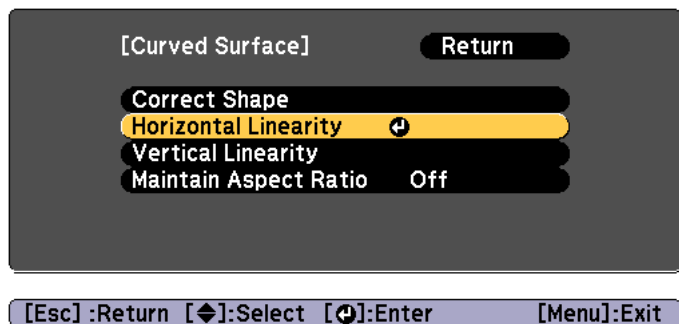 [Curved Surface] Return
Correct Shape
Horizontal Linearity
Vertical Linearity
Maintain Aspect Ratio Off
[Esc] :Return [◆]:Select [⏎]:Enter [Menu]:Exit